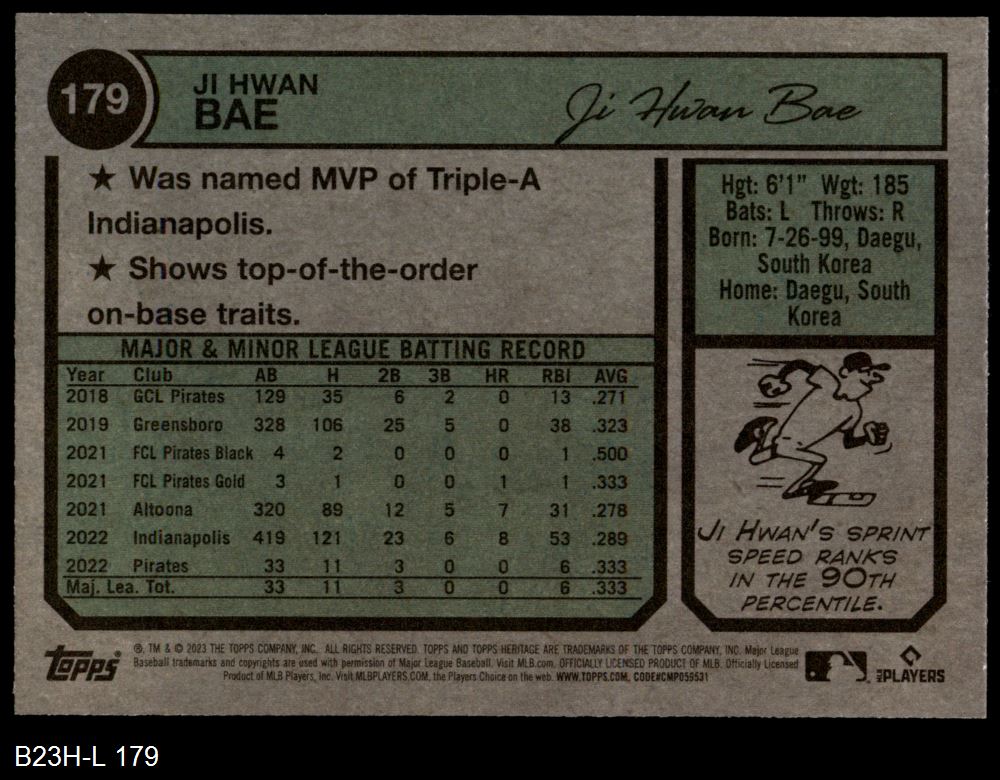 179
JI HWAN
BAE
Ji Hwan Bae
★ Was named MVP of Triple-A
Indianapolis.
★ Shows top-of-the-order
on-base traits.
Hgt: 6'1" Wgt: 185
Bats: L Throws: R
Born: 7-26-99, Daegu,
South Korea
Home: Daegu, South
Korea
MAJOR & MINOR LEAGUE BATTING RECORD
Year Club AB H 2B 3B HR RBI AVG
2018 GCL Pirates 129 35 6 2 0 13 .271
2019 Greensboro 328 106 25 5 0 38 .323
2021 FCL Pirates Black 4 2 0 0 0 1 .500
2021 FCL Pirates Gold 3 1 0 0 1 1 .333
2021 Altoona 320 89 12 5 7 31 .278
2022 Indianapolis 419 121 23 6 8 53 .289
2022 Pirates 33 11 3 0 0 6 .333
Maj. Lea. Tot. 33 11 3 0 0 6 .333
JI HWAN'S SPRINT
SPEED RANKS
IN THE 90TH
PERCENTILE.
topps
®, TM & © 2023 THE TOPPS COMPANY, INC. ALL RIGHTS RESERVED. TOPPS AND TOPPS HERITAGE ARE TRADEMARKS OF THE TOPPS COMPANY, INC. Major League
Baseball trademarks and copyrights are used with permission of Major League Baseball. Visit MLB.com. OFFICIALLY LICENSED PRODUCT OF MLB. Officially Licensed
Product of MLB Players, Inc. Visit MLBPLAYERS.COM, the Players Choice on the web. WWW.TOPPS.COM. CODE#CMP059531
MLB PLAYERS
B23H-L 179